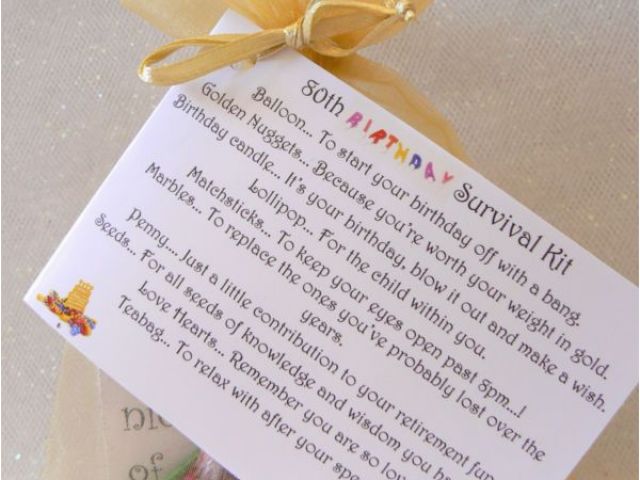 80th BIRTHDAY Survival Kit
Balloon... To start your birthday off with a bang.
Golden Nuggets... Because you're worth your weight in gold.
Birthday candle... It's your birthday, blow it out and make a wish.
Lollipop... For the child within you.
Matchsticks... To keep your eyes open past 8pm...!
Marbles... To replace the ones you've probably lost over the
years.
Penny.... Just a little contribution to your retirement fun
Seeds... For all seeds of knowledge and wisdom you
Love Hearts... Remember you are so
Teabag... To relax with after your
of